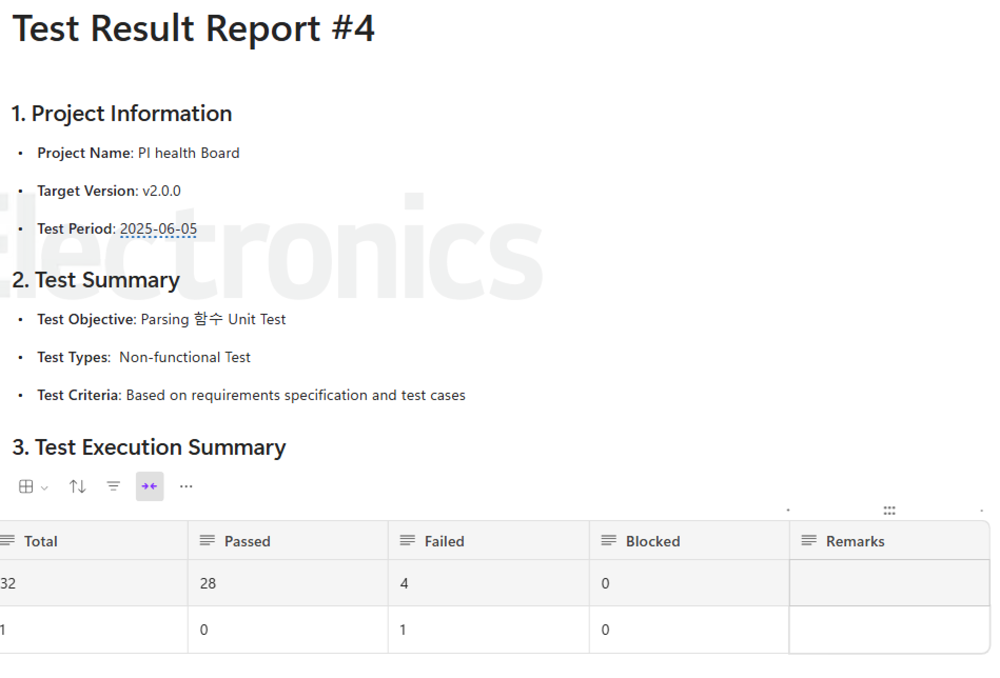 Test Result Report #4
1. Project Information
• Project Name: PI health Board
• Target Version: v2.0.0
• Test Period: 2025-06-05
Electronics
2. Test Summary
• Test Objective: Parsing 함수 Unit Test
• Test Types:  Non-functional Test
• Test Criteria: Based on requirements specification and test cases
3. Test Execution Summary
Total Passed Failed Blocked Remarks
32 28 4 0
1 0 1 0